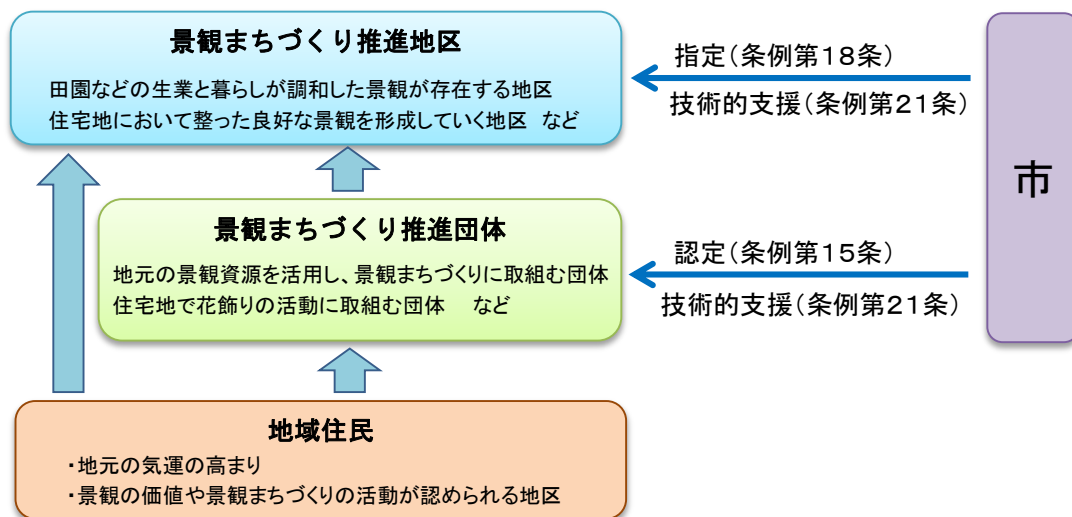 景観まちづくり推進地区
田園などの生業と暮らしが調和した景観が存在する地区
住宅地において整った良好な景観を形成していく地区 など
指定(条例第18条)
技術的支援(条例第21条)
市
景観まちづくり推進団体
地元の景観資源を活用し、景観まちづくりに取組む団体
住宅地で花飾りの活動に取組む団体 など
認定(条例第15条)
技術的支援(条例第21条)
地域住民
・地元の気運の高まり
・景観の価値や景観まちづくりの活動が認められる地区